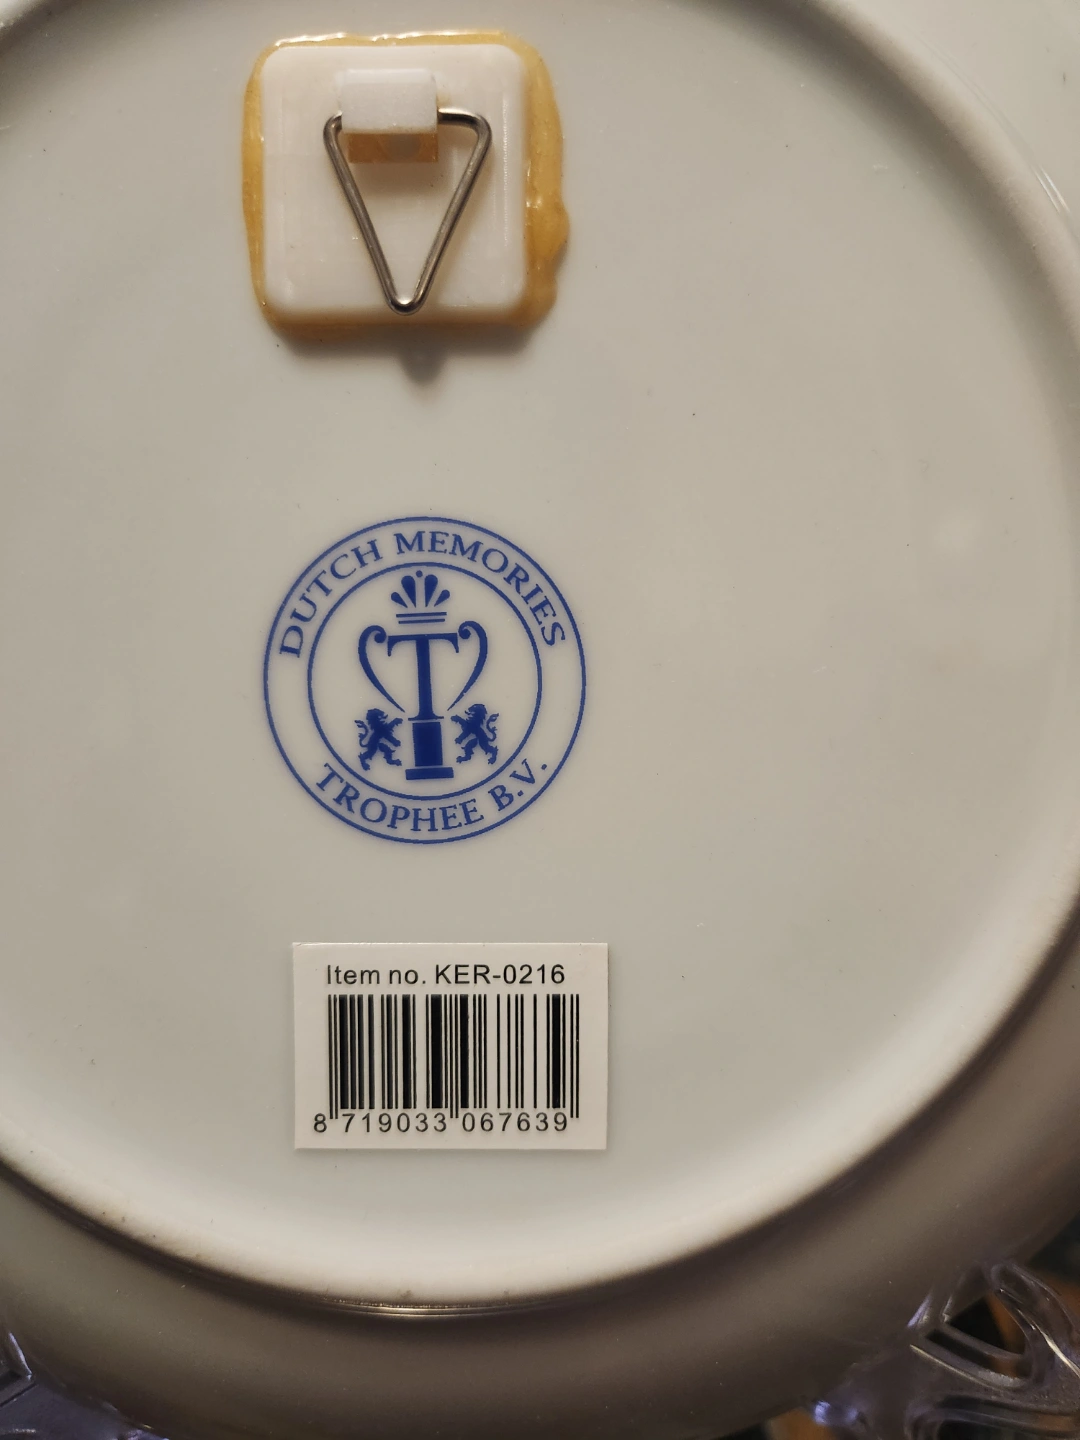 DUTCH MEMORIES
T
TROPHEE B.V.
Item no. KER-0216
8 719033 067639